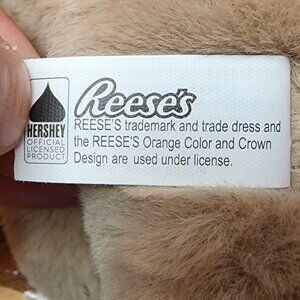 HERSHEY
OFFICIAL
LICENSED
PRODUCT
Reese's
REESE'S trademark and trade dress and
the REESE'S Orange Color and Crown
Design are used under license.